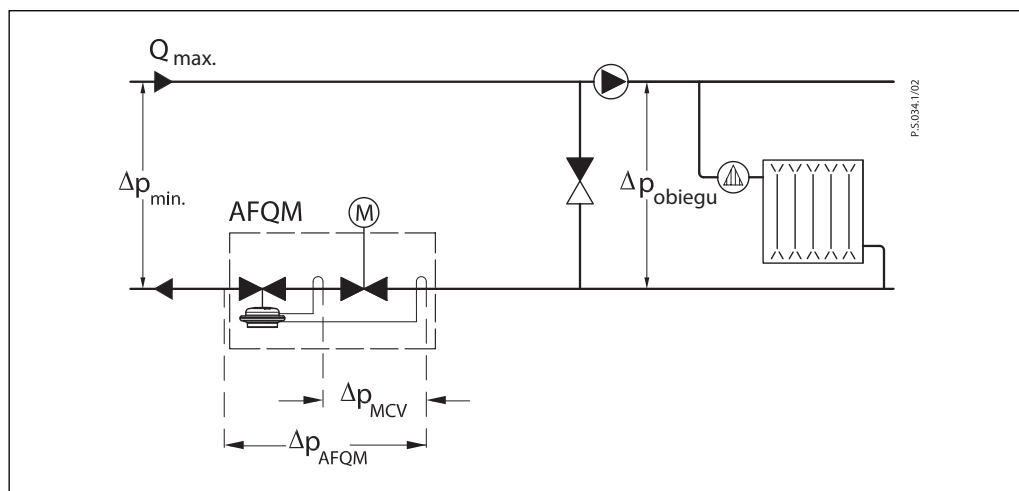 Q max.
P.S.034.1/02
Δp min.
Δp obiegu
AFQM
M
Δp MCV
Δp AFQM